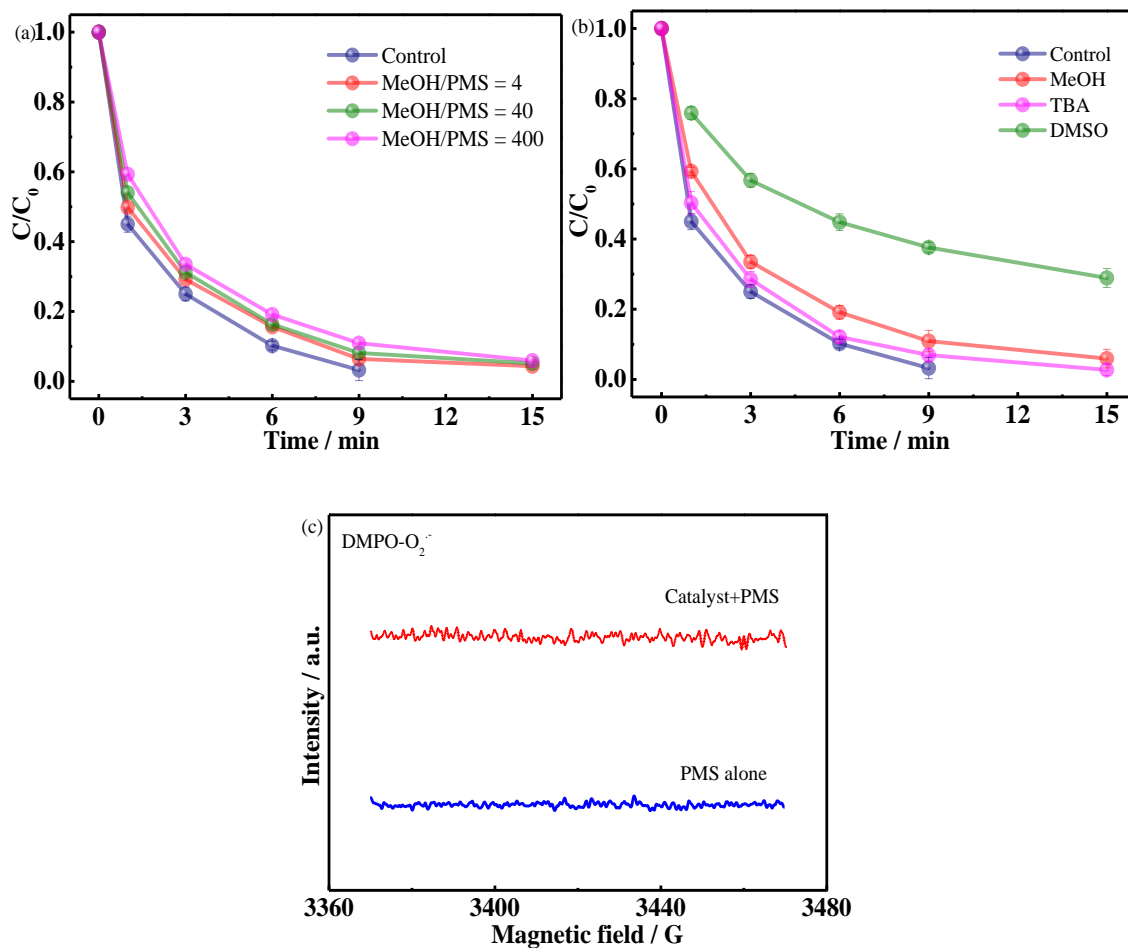 (a)
Control
MeOH/PMS = 4
MeOH/PMS = 40
MeOH/PMS = 400
C/C0
1.0
0.8
0.6
0.4
0.2
0.0
0 3 6 9 12 15
Time / min
(b)
Control
MeOH
TBA
DMSO
C/C0
1.0
0.8
0.6
0.4
0.2
0.0
0 3 6 9 12 15
Time / min
(c)
DMPO-O2·-
Catalyst+PMS
PMS alone
Intensity / a.u.
3360 3400 3440 3480
Magnetic field / G